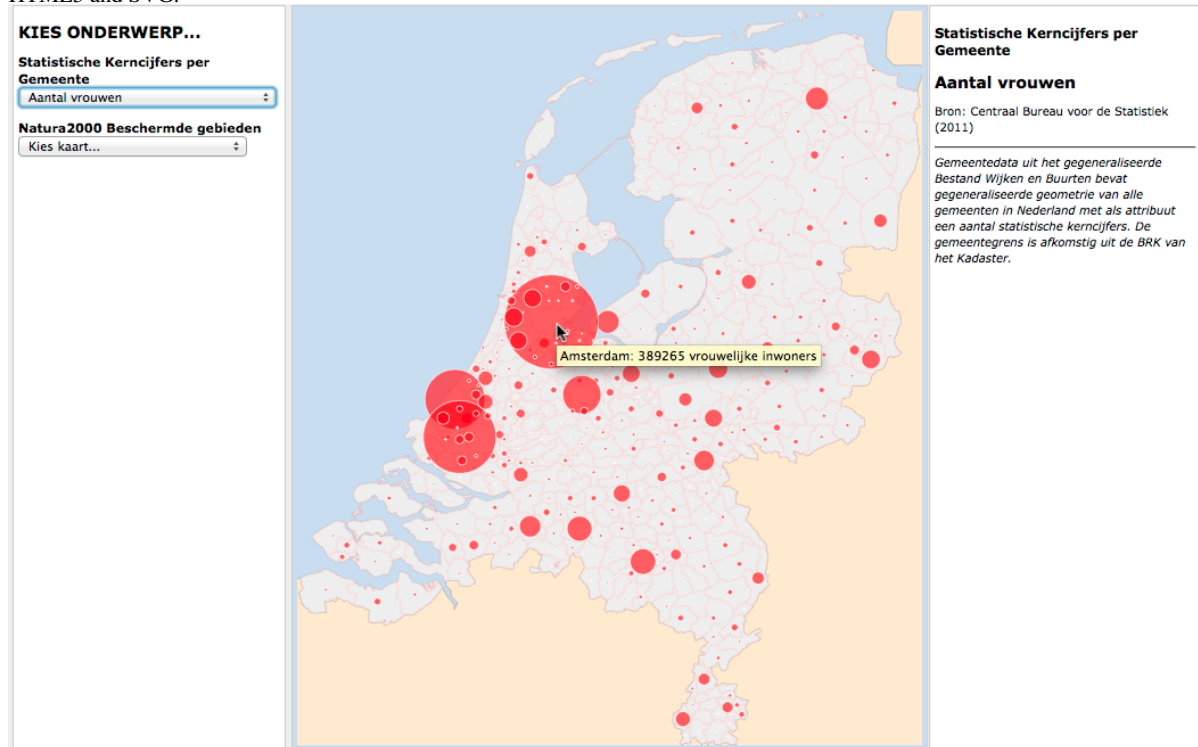 HTML5 and SVG.
KIES ONDERWERP...
Statistische Kerncijfers per
Gemeente
Aantal vrouwen
Natura2000 Beschermde gebieden
Kies kaart...
Amsterdam: 389265 vrouwelijke inwoners
Statistische Kerncijfers per
Gemeente
Aantal vrouwen
Bron: Centraal Bureau voor de Statistiek
(2011)
Gemeentedata uit het gegeneraliseerde
Bestand Wijken en Buurten bevat
gegeneraliseerde geometrie van alle
gemeenten in Nederland met als attribuut
een aantal statistische kerncijfers. De
gemeentegrens is afkomstig uit de BRK van
het Kadaster.